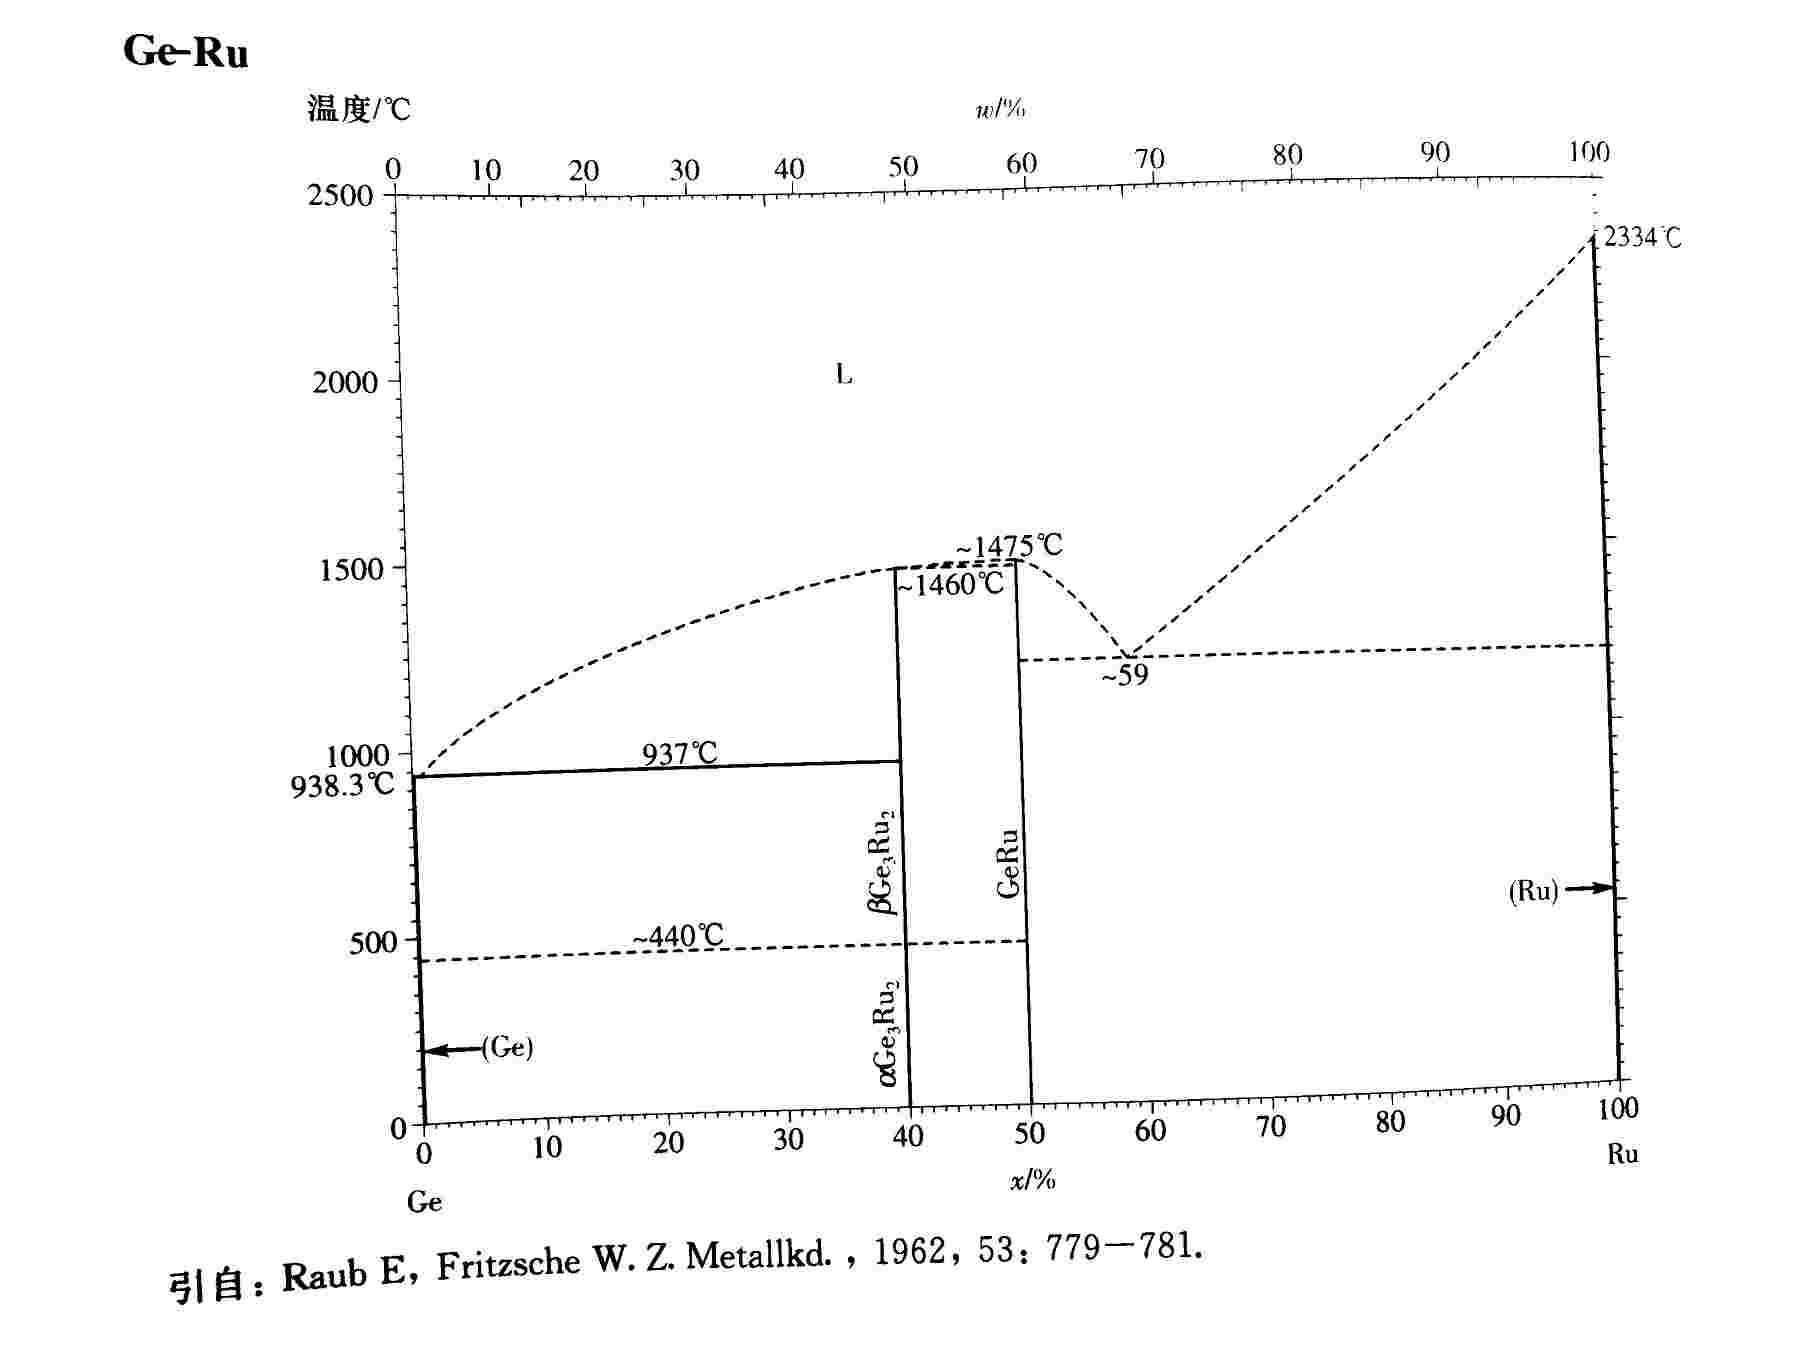 Ge-Ru
温度/℃
w/%
0 10 20 30 40 50 60 70 80 90 100
2500
2334℃
2000
L
~1475℃
1500
~1460℃
~59
1000
937℃
938.3℃
βGe₃Ru₂
GeRu
(Ru)
500
~440℃
αGe₃Ru₂
(Ge)
0
0 10 20 30 40 50 60 70 80 90 100
Ge
x/%
Ru
引自：Raub E, Fritzsche W. Z. Metallkd., 1962, 53: 779—781.